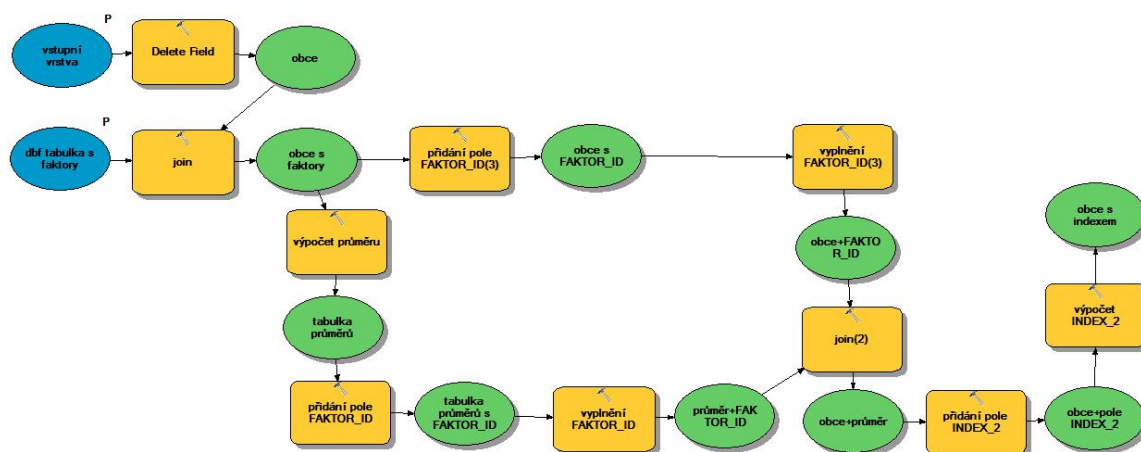 P
vstupní
vrstva
Delete Field
obce
P
dbf tabulka s
faktory
join
obce s
faktory
přidání pole
FAKTOR_ID(3)
obce s
FAKTOR_ID
vyplnění
FAKTOR_ID(3)
výpočet průměru
obce+FAKTO
R_ID
obce s
indexem
tabulka
průměrů
join(2)
výpočet
INDEX_2
přidání pole
FAKTOR_ID
tabulka
průměrů s
FAKTOR_ID
vyplnění
FAKTOR_ID
průměr+FAK
TOR_ID
obce+průměr
přidání pole
INDEX_2
obce+pole
INDEX_2